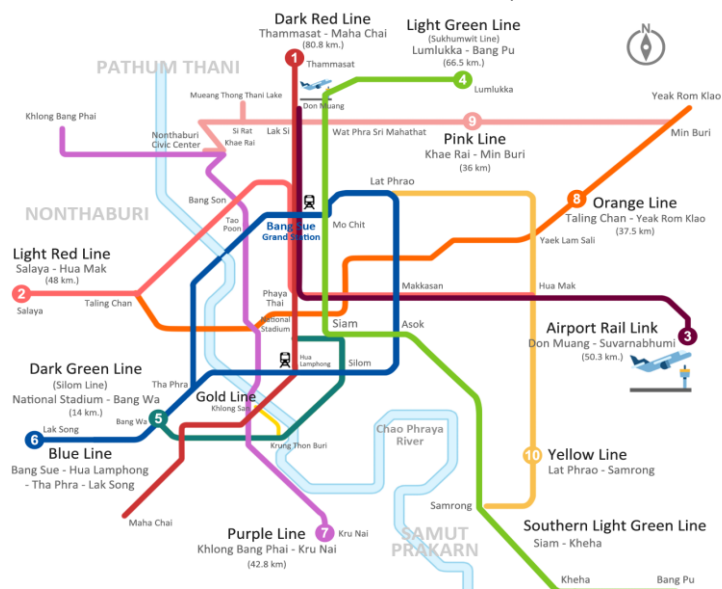 Dark Red Line
Thammasat - Maha Chai
(80.8 km.)
1
Thammasat
Light Green Line
(Sukhumwit Line)
Lumlukka - Bang Pu
(66.5 km.)
4
Lumlukka
N
PATHUM THANI
Mueang Thong Thani Lake
Don Muang
Yeak Rom Klao
Khlong Bang Phai
Nonthaburi
Civic Center
Si Rat
Khae Rai
Lak Si
Wat Phra Sri Mahathat
9
Pink Line
Khae Rai - Min Buri
(36 km)
Min Buri
Lat Phrao
8
Orange Line
Taling Chan - Yeak Rom Klao
(37.5 km)
NONTHABURI
Bang Son
Tao
Poon
Bang Sue
Grand Station
Mo Chit
Yaek Lam Sali
Light Red Line
Salaya - Hua Mak
(48 km.)
2
Salaya
Taling Chan
Phaya
Thai
Makkasan
Hua Mak
National
Stadium
Siam
Asok
Airport Rail Link
Don Muang - Suvarnabhumi
(50.3 km.)
3
Dark Green Line
(Silom Line)
National Stadium - Bang Wa
(14 km.)
Hua
Lamphong
Silom
Tha Phra
Gold Line
Khlong San
5
Bang Wa
Lak Song
6
Blue Line
Bang Sue - Hua Lamphong
- Tha Phra - Lak Song
Krung Thon Buri
Chao Phraya
River
10
Yellow Line
Lat Phrao - Samrong
Samrong
Maha Chai
Purple Line
Khlong Bang Phai - Kru Nai
(42.8 km)
7
Kru Nai
SAMUT
PRAKARN
Southern Light Green Line
Siam - Kheha
Kheha
Bang Pu